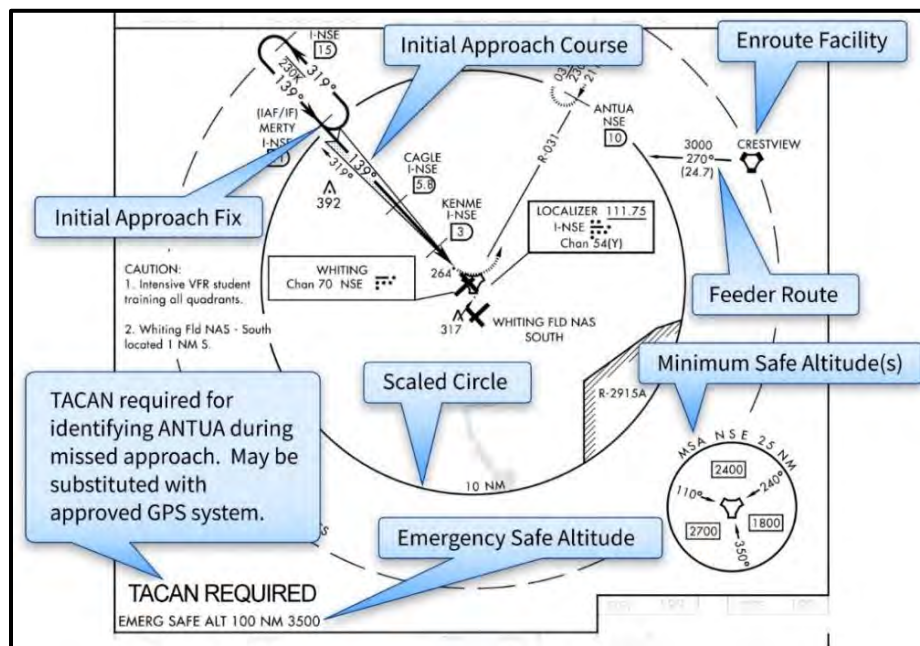 I-NSE
15
Initial Approach Course
Enroute Facility
230K
319°
139°
(IAF/IF)
MERTY
I-NSE
139°
319°
ANTUA
NSE
10
R-031
3000
270°
(24.7)
CRESTVIEW
CAGLE
I-NSE
5.8
392
KENME
I-NSE
3
Initial Approach Fix
LOCALIZER 111.75
I-NSE
Chan 54(Y)
CAUTION:
1. Intensive VFR student
training all quadrants.
2. Whiting Fld NAS - South
located 1 NM S.
WHITING
Chan 70 NSE
264°
317
WHITING FLD NAS
SOUTH
Feeder Route
Minimum Safe Altitude(s)
Scaled Circle
R-2915A
TACAN required for
identifying ANTUA during
missed approach. May be
substituted with
approved GPS system.
10 NM
MSA NSE 25 NM
2400
110°
240°
2700
1800
350°
Emergency Safe Altitude
TACAN REQUIRED
EMERG SAFE ALT 100 NM 3500